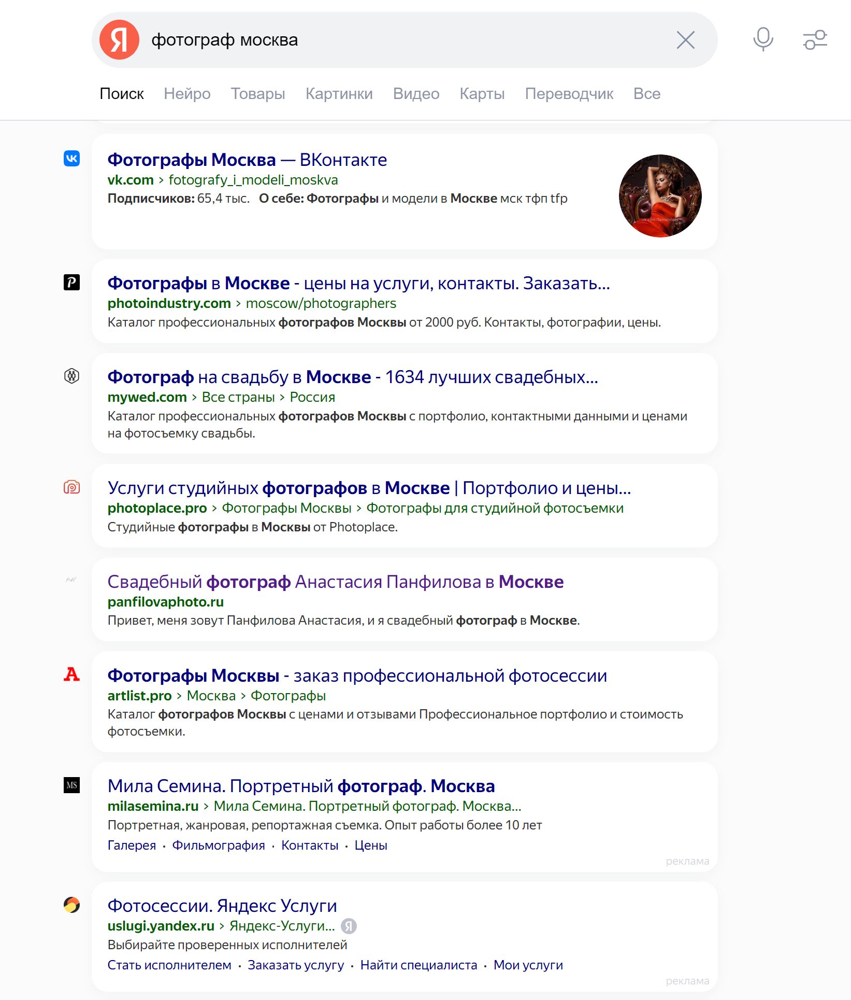 Я фотограф москва
Поиск Нейро Товары Картинки Видео Карты Переводчик Все
Фотографы Москва — ВКонтакте
vk.com › fotografy_i_modeli_moskva
Подписчиков: 65,4 тыс. О себе: Фотографы и модели в Москве мск тфп tfp
vk.com/fantasylens
P
Фотографы в Москве - цены на услуги, контакты. Заказать...
photoindustry.com › moscow/photographers
Каталог профессиональных фотографов Москвы от 2000 руб. Контакты, фотографии, цены.
Фотограф на свадьбу в Москве - 1634 лучших свадебных...
mywed.com › Все страны › Россия
Каталог профессиональных фотографов Москвы с портфолио, контактными данными и ценами
на фотосъемку свадьбы.
Услуги студийных фотографов в Москве | Портфолио и цены...
photoplace.pro › Фотографы Москвы › Фотографы для студийной фотосъемки
Студийные фотографы в Москвы от Photoplace.
Свадебный фотограф Анастасия Панфилова в Москве
panfilovaphoto.ru
Привет, меня зовут Панфилова Анастасия, и я свадебный фотограф в Москве.
A
Фотографы Москвы - заказ профессиональной фотосессии
artlist.pro › Москва › Фотографы
Каталог фотографов Москвы с ценами и отзывами Профессиональное портфолио и стоимость
фотосъемки.
MS
Мила Семина. Портретный фотограф. Москва
milasemina.ru › Мила Семина. Портретный фотограф. Москва...
Портретная, жанровая, репортажная съемка. Опыт работы более 10 лет
Галерея · Фильмография · Контакты · Цены
реклама
Фотосессии. Яндекс Услуги
uslugi.yandex.ru › Яндекс-Услуги... Я
Выбирайте проверенных исполнителей
Стать исполнителем · Заказать услугу · Найти специалиста · Мои услуги
реклама